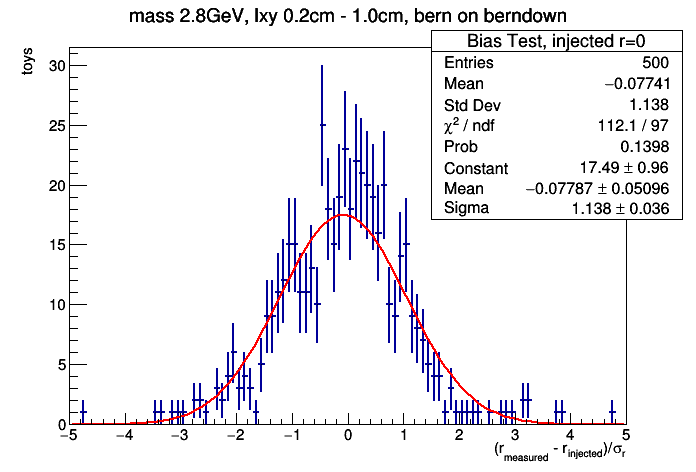 mass 2.8GeV, lxy 0.2cm - 1.0cm, bern on berndown
Bias Test, injected r=0
Entries 500
Mean −0.07741
Std Dev 1.138
χ² / ndf 112.1 / 97
Prob 0.1398
Constant 17.49 ± 0.96
Mean −0.07787 ± 0.05096
Sigma 1.138 ± 0.036
toys
30
25
20
15
10
5
0
−5 −4 −3 −2 −1 0 1 2 3 4 5
(r_measured - r_injected)/σ_r